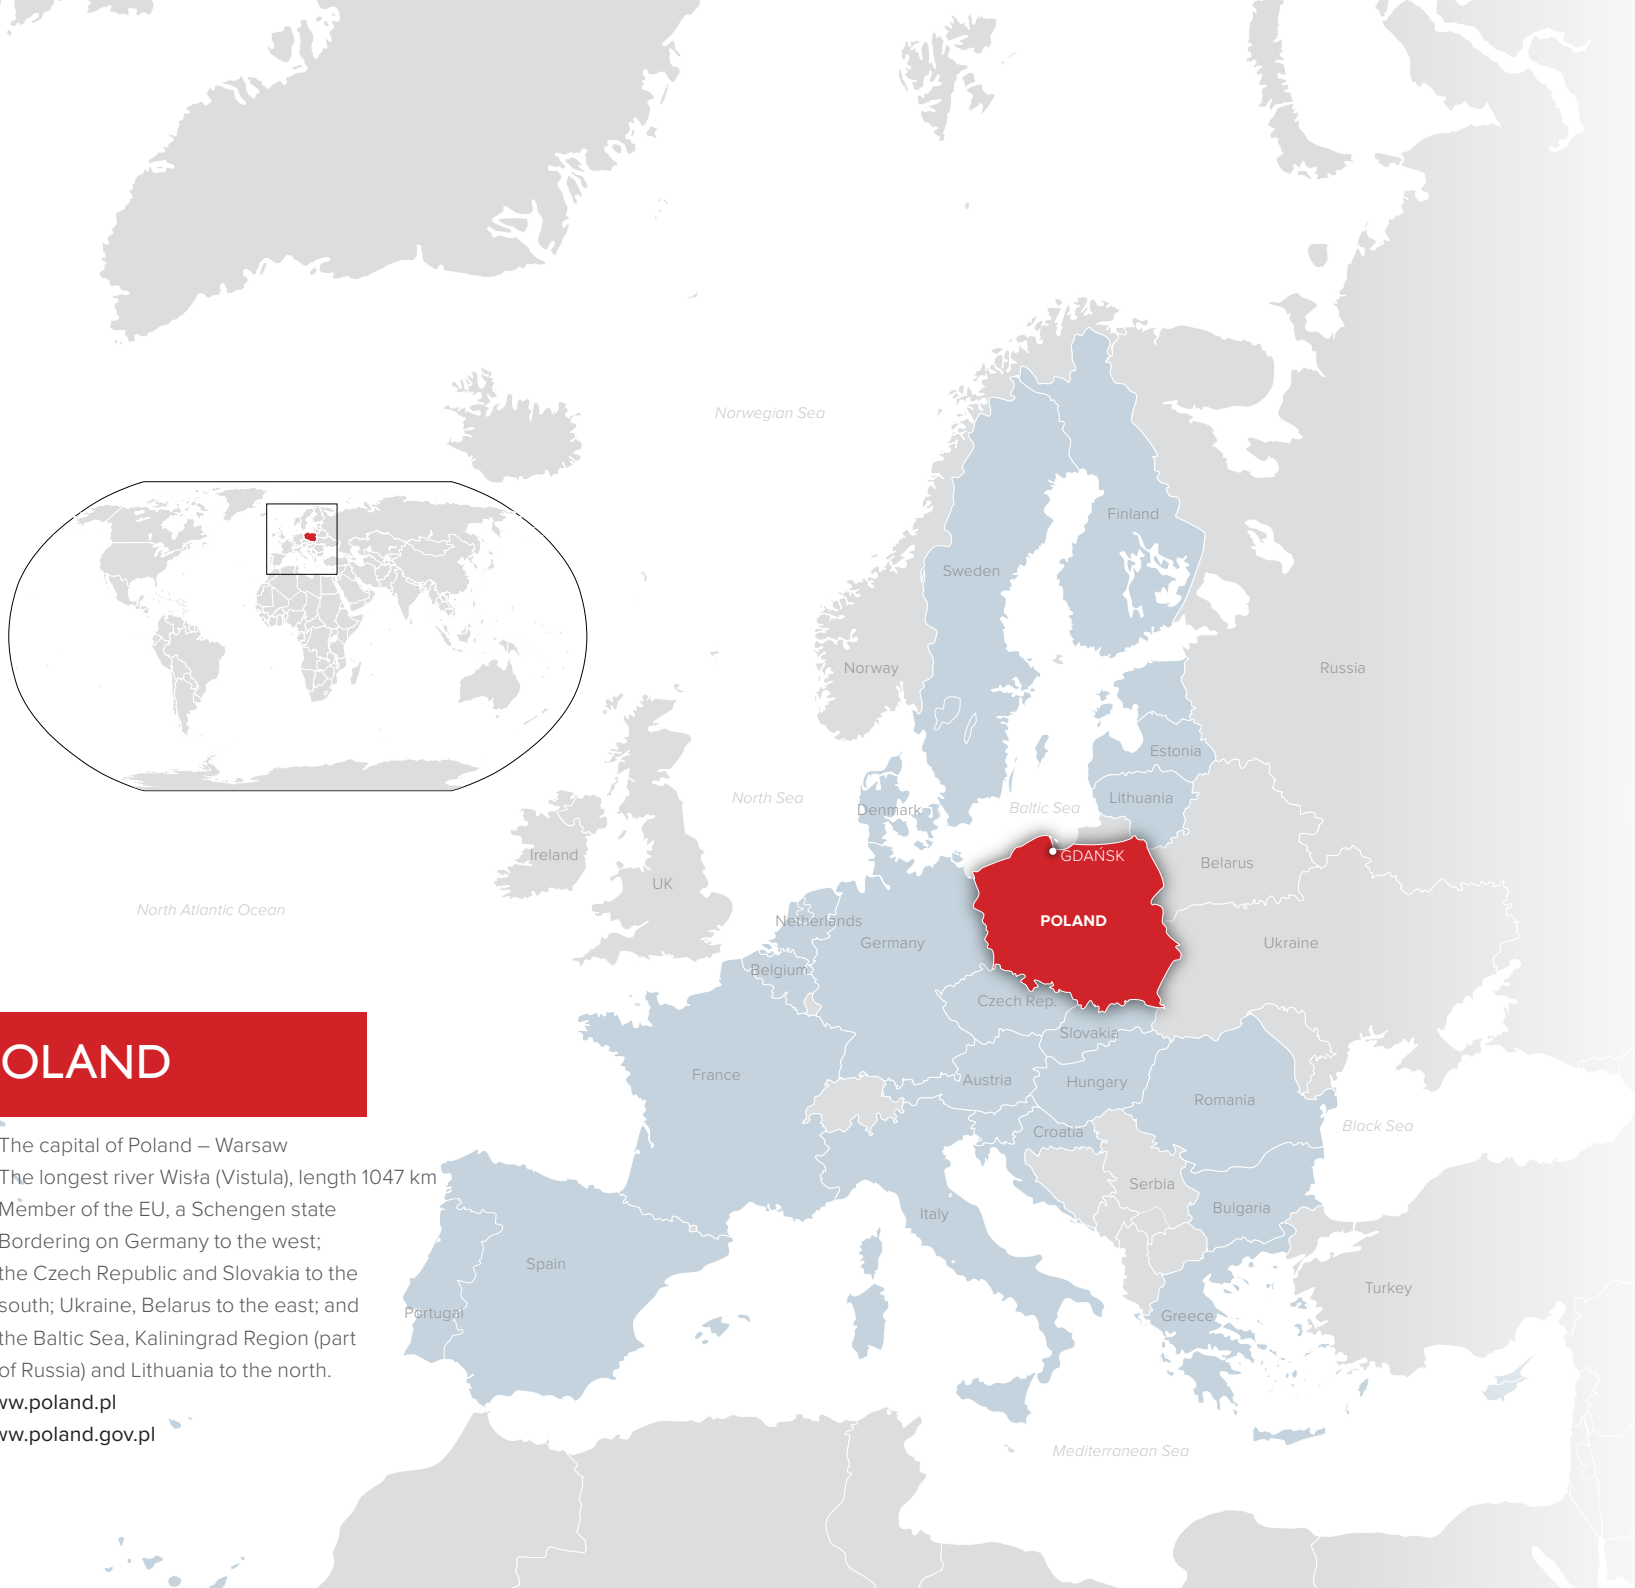 Norwegian Sea
Finland
Sweden
Norway
Russia
Estonia
North Sea
Baltic Sea
Lithuania
Denmark
GDAŃSK
Ireland
Belarus
UK
North Atlantic Ocean
Netherlands
POLAND
Germany
Ukraine
Belgium
Czech Rep.
Slovakia
OLAND
France
Austria
Hungary
Romania
Croatia
Black Sea
The capital of Poland – Warsaw
The longest river Wisła (Vistula), length 1047 km
Member of the EU, a Schengen state
Bordering on Germany to the west;
the Czech Republic and Slovakia to the
south; Ukraine, Belarus to the east; and
the Baltic Sea, Kaliningrad Region (part
of Russia) and Lithuania to the north.
ww.poland.pl
ww.poland.gov.pl
Serbia
Bulgaria
Italy
Spain
Turkey
Portugal
Greece
Mediterranean Sea